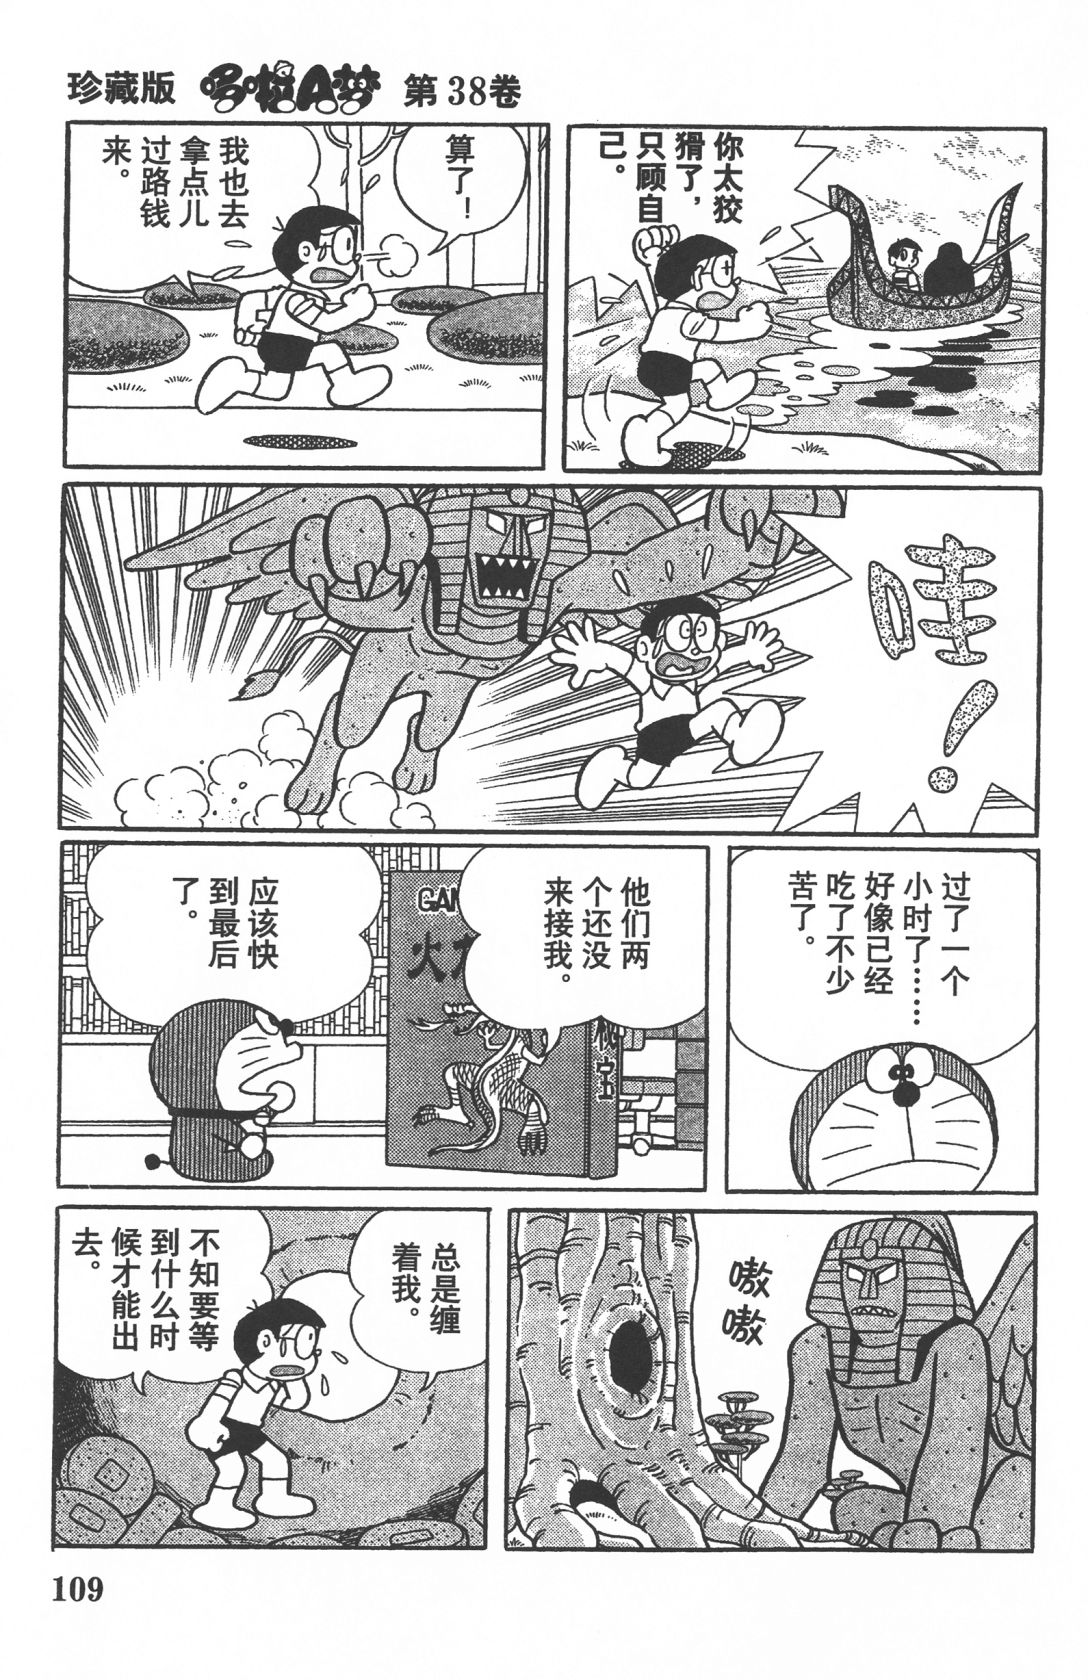 珍藏版 哆啦A梦 第38卷
你太狡
猾了，
只顾自
己。
算了！
我也去
拿点儿
过路钱
来。
哇！
过了一个
小时了……
好像已经
吃了不少
苦了。
他们两
个还没
来接我。
应该快
到最后
了。
GAM
火龙
秘宝
嗷
嗷
总是缠
着我。
不知要等
到什么时
候才能出
去。
109